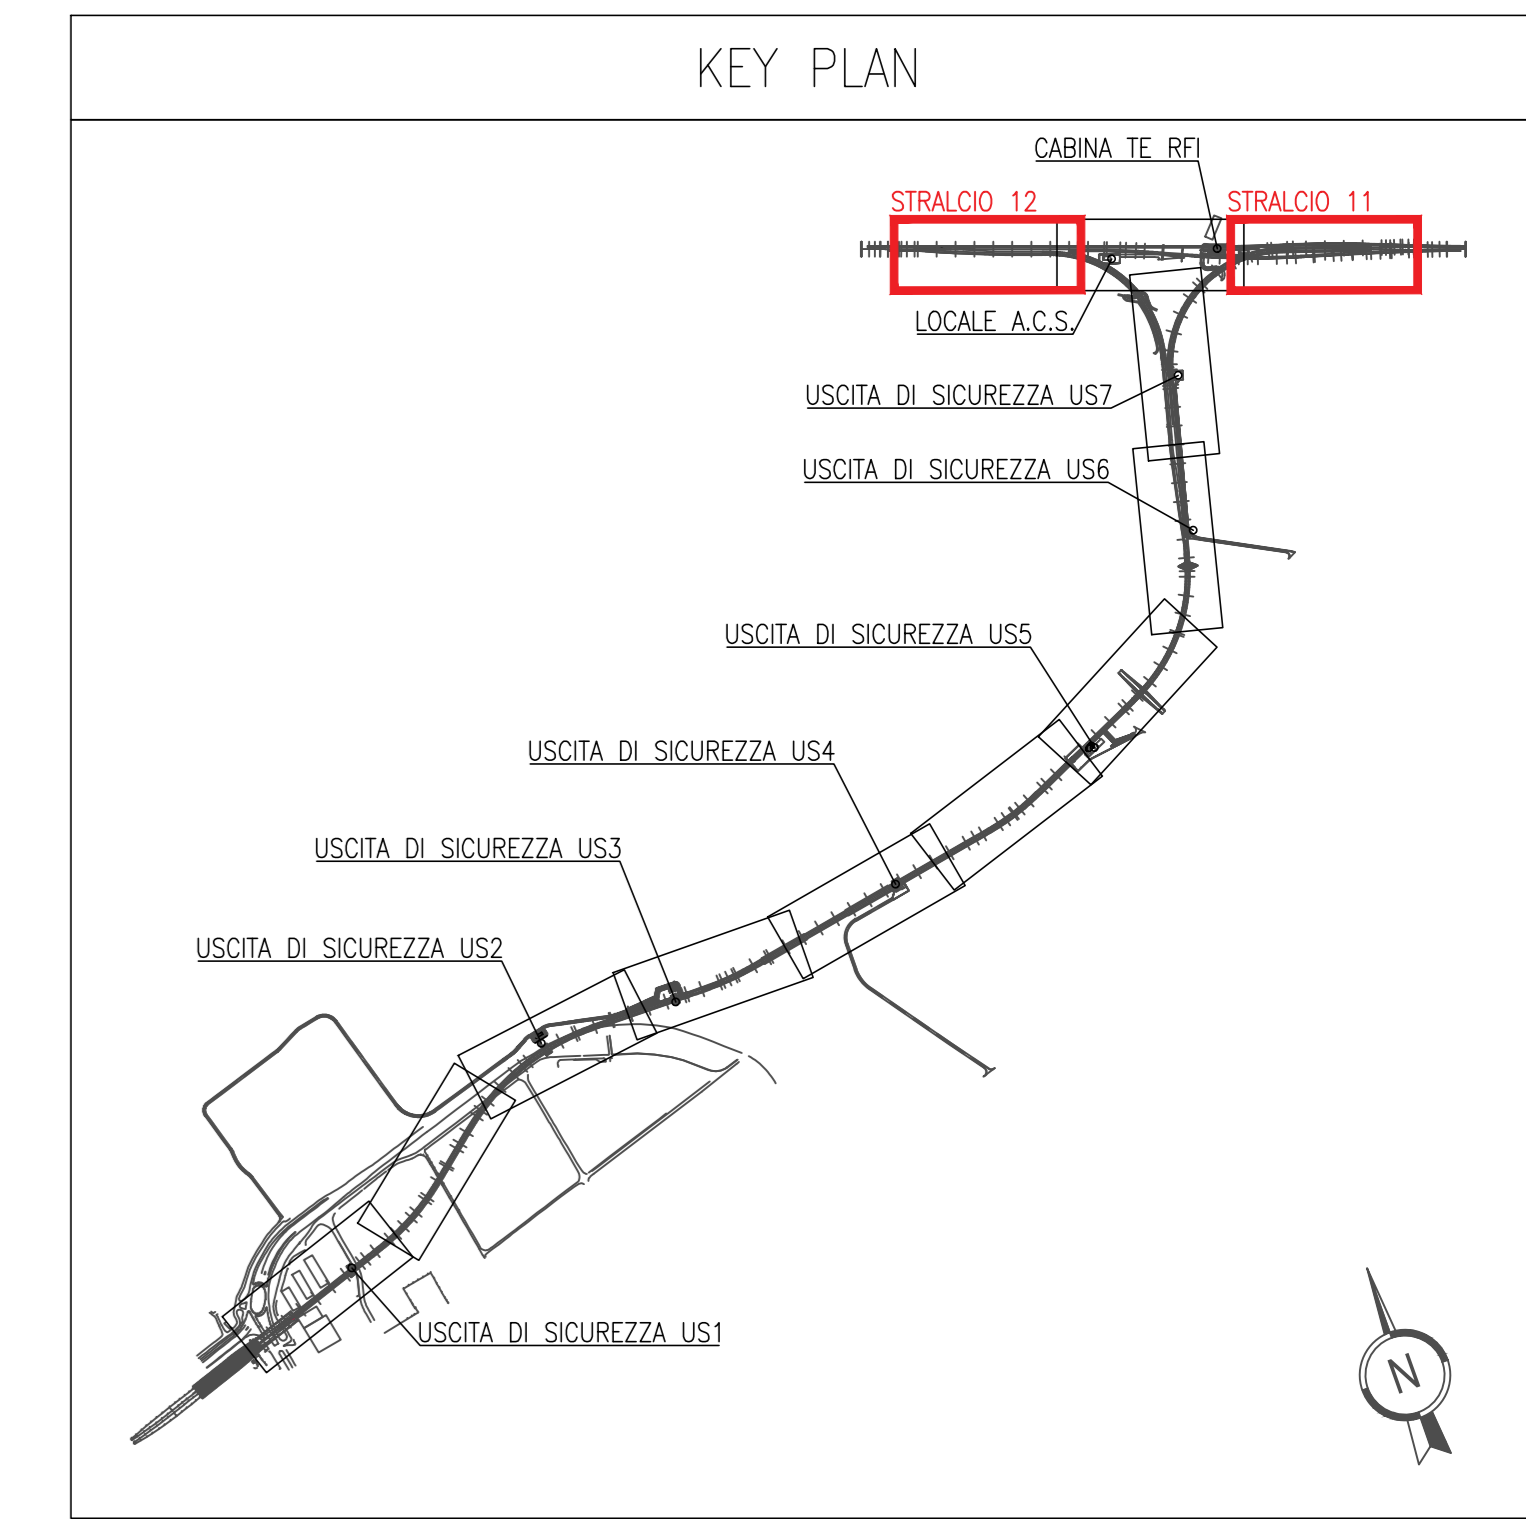 KEY PLAN
CABINA TE RFI
STRALCIO 12
STRALCIO 11
LOCALE A.C.S.
USCITA DI SICUREZZA US7
USCITA DI SICUREZZA US6
USCITA DI SICUREZZA US5
USCITA DI SICUREZZA US4
USCITA DI SICUREZZA US3
USCITA DI SICUREZZA US2
USCITA DI SICUREZZA US1
N